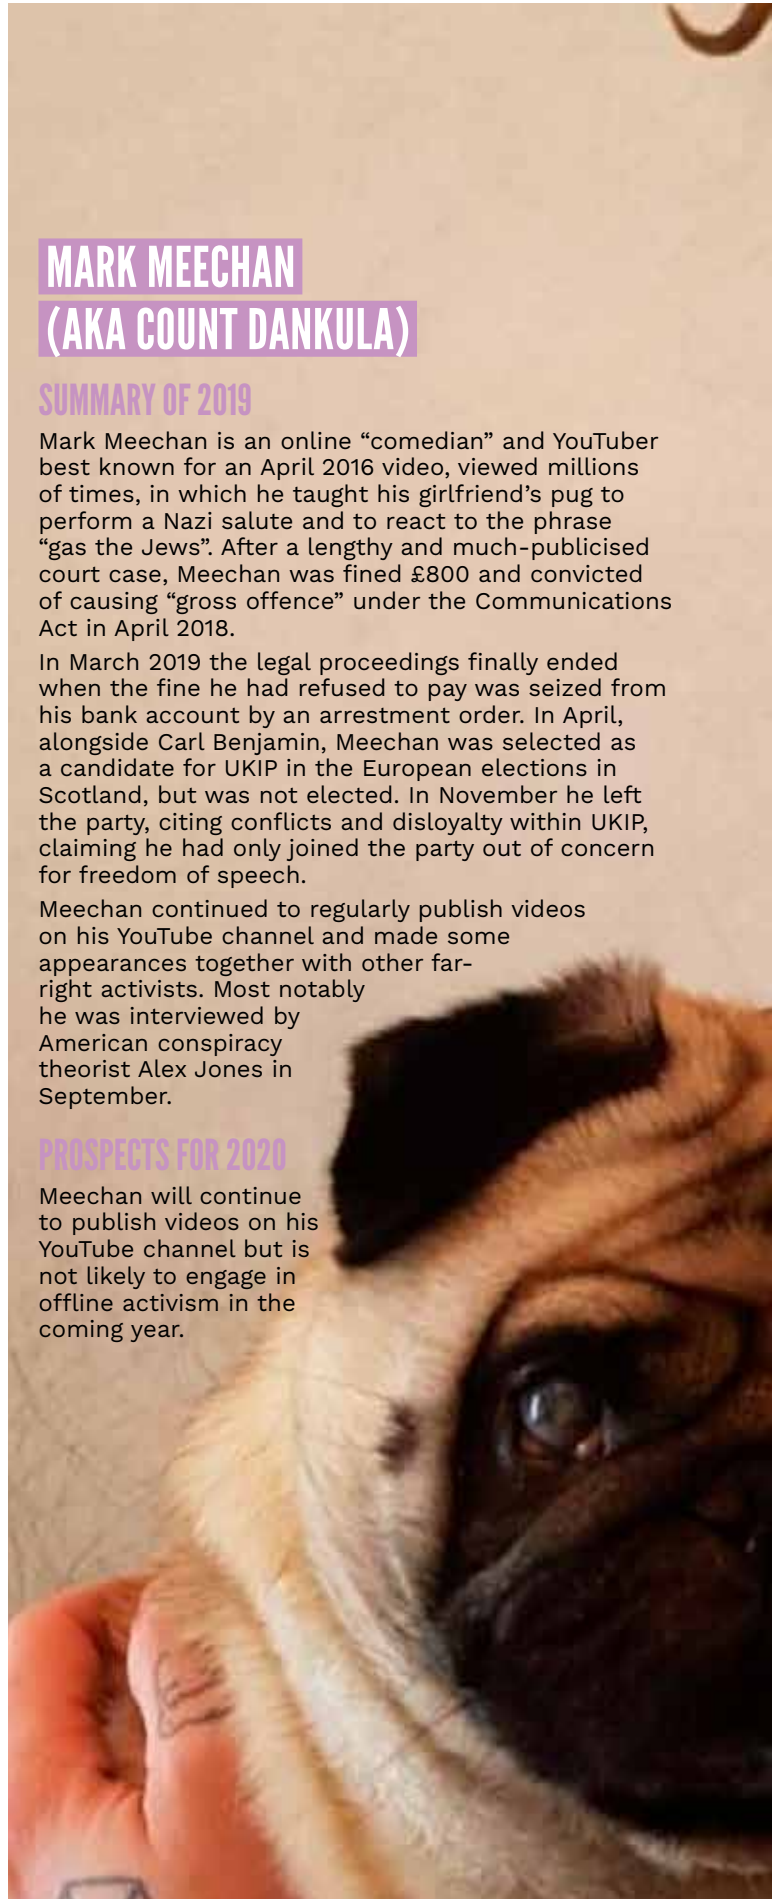 MARK MEECHAN
(AKA COUNT DANKULA)
SUMMARY OF 2019
Mark Meechan is an online “comedian” and YouTuber
best known for an April 2016 video, viewed millions
of times, in which he taught his girlfriend’s pug to
perform a Nazi salute and to react to the phrase
“gas the Jews”. After a lengthy and much-publicised
court case, Meechan was fined £800 and convicted
of causing “gross offence” under the Communications
Act in April 2018.
In March 2019 the legal proceedings finally ended
when the fine he had refused to pay was seized from
his bank account by an arrestment order. In April,
alongside Carl Benjamin, Meechan was selected as
a candidate for UKIP in the European elections in
Scotland, but was not elected. In November he left
the party, citing conflicts and disloyalty within UKIP,
claiming he had only joined the party out of concern
for freedom of speech.
Meechan continued to regularly publish videos
on his YouTube channel and made some
appearances together with other far-
right activists. Most notably
he was interviewed by
American conspiracy
theorist Alex Jones in
September.
PROSPECTS FOR 2020
Meechan will continue
to publish videos on his
YouTube channel but is
not likely to engage in
offline activism in the
coming year.